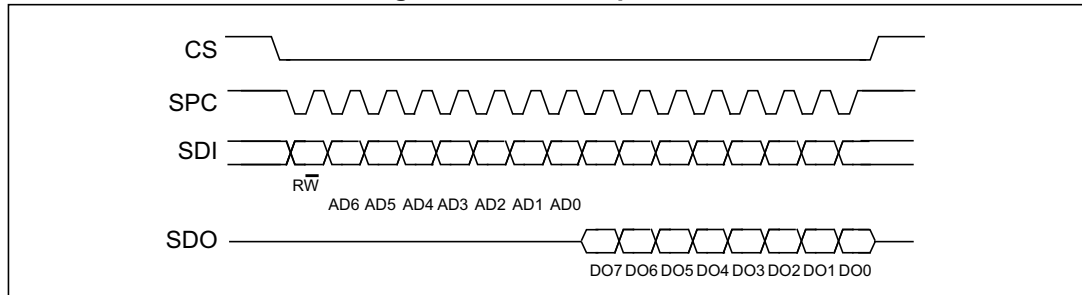 CS
SPC
SDI
RW̅
AD6 AD5 AD4 AD3 AD2 AD1 AD0
SDO
DO7 DO6 DO5 DO4 DO3 DO2 DO1 DO0